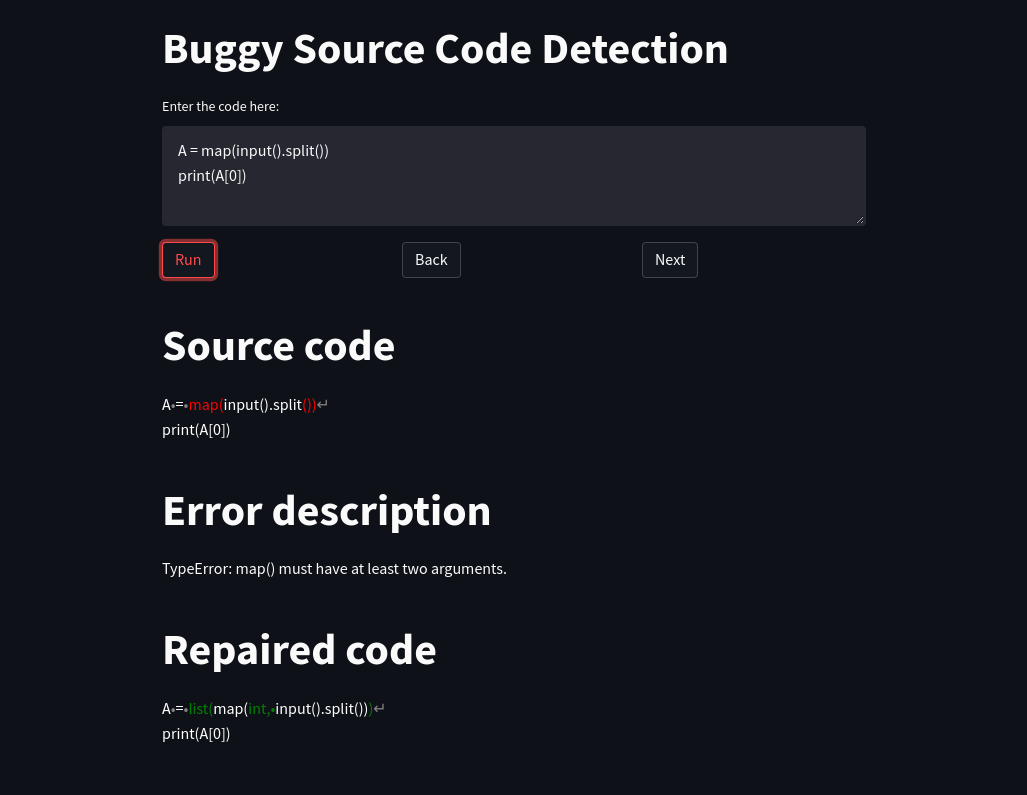 Buggy Source Code Detection
Enter the code here:
A = map(input().split())
print(A[0])
Run
Back
Next
Source code
A•=•map(input().split())↵
print(A[0])
Error description
TypeError: map() must have at least two arguments.
Repaired code
A•=•list(map(int,•input().split()))↵
print(A[0])